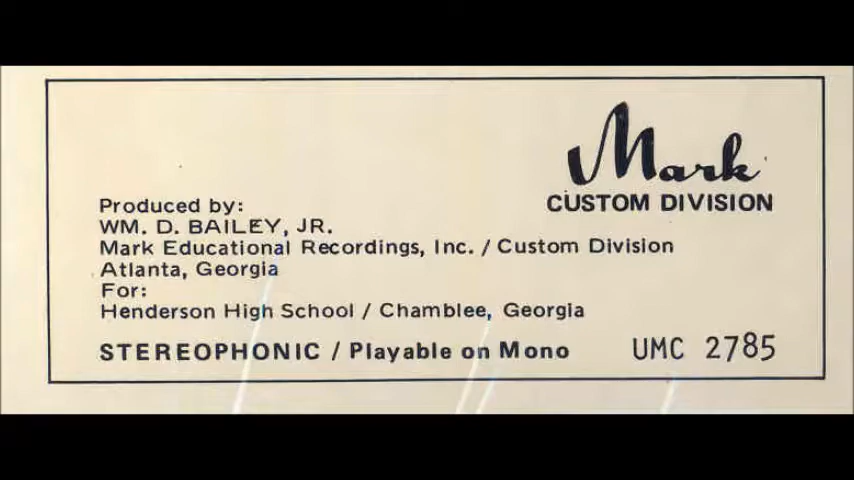 Mark
CUSTOM DIVISION
Produced by:
WM. D. BAILEY, JR.
Mark Educational Recordings, Inc. / Custom Division
Atlanta, Georgia
For:
Henderson High School / Chamblee, Georgia
STEREOPHONIC / Playable on Mono
UMC 2785